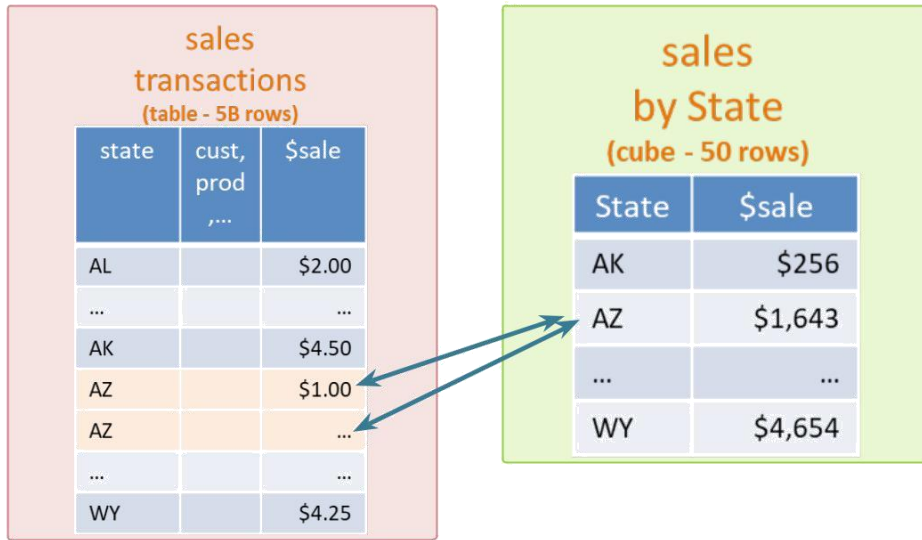 sales
transactions
(table - 5B rows)
state cust, $sale
prod
,...
AL $2.00
... ...
AK $4.50
AZ $1.00
AZ ...
... ...
WY $4.25
sales
by State
(cube - 50 rows)
State $sale
AK $256
AZ $1,643
... ...
WY $4,654